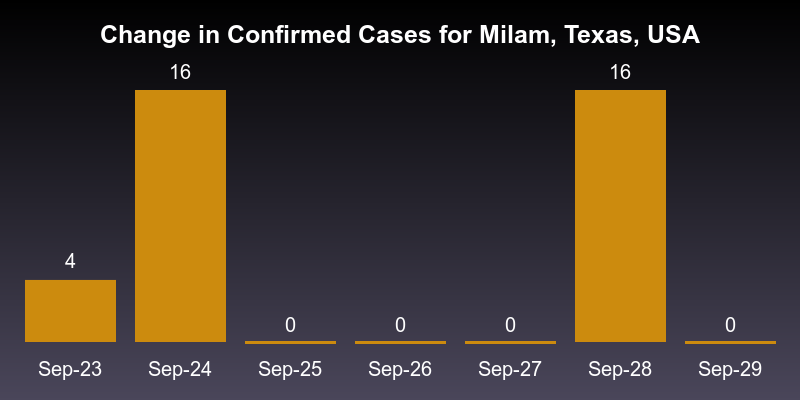 Change in Confirmed Cases for Milam, Texas, USA
16 16
4
0 0 0 0
Sep-23 Sep-24 Sep-25 Sep-26 Sep-27 Sep-28 Sep-29